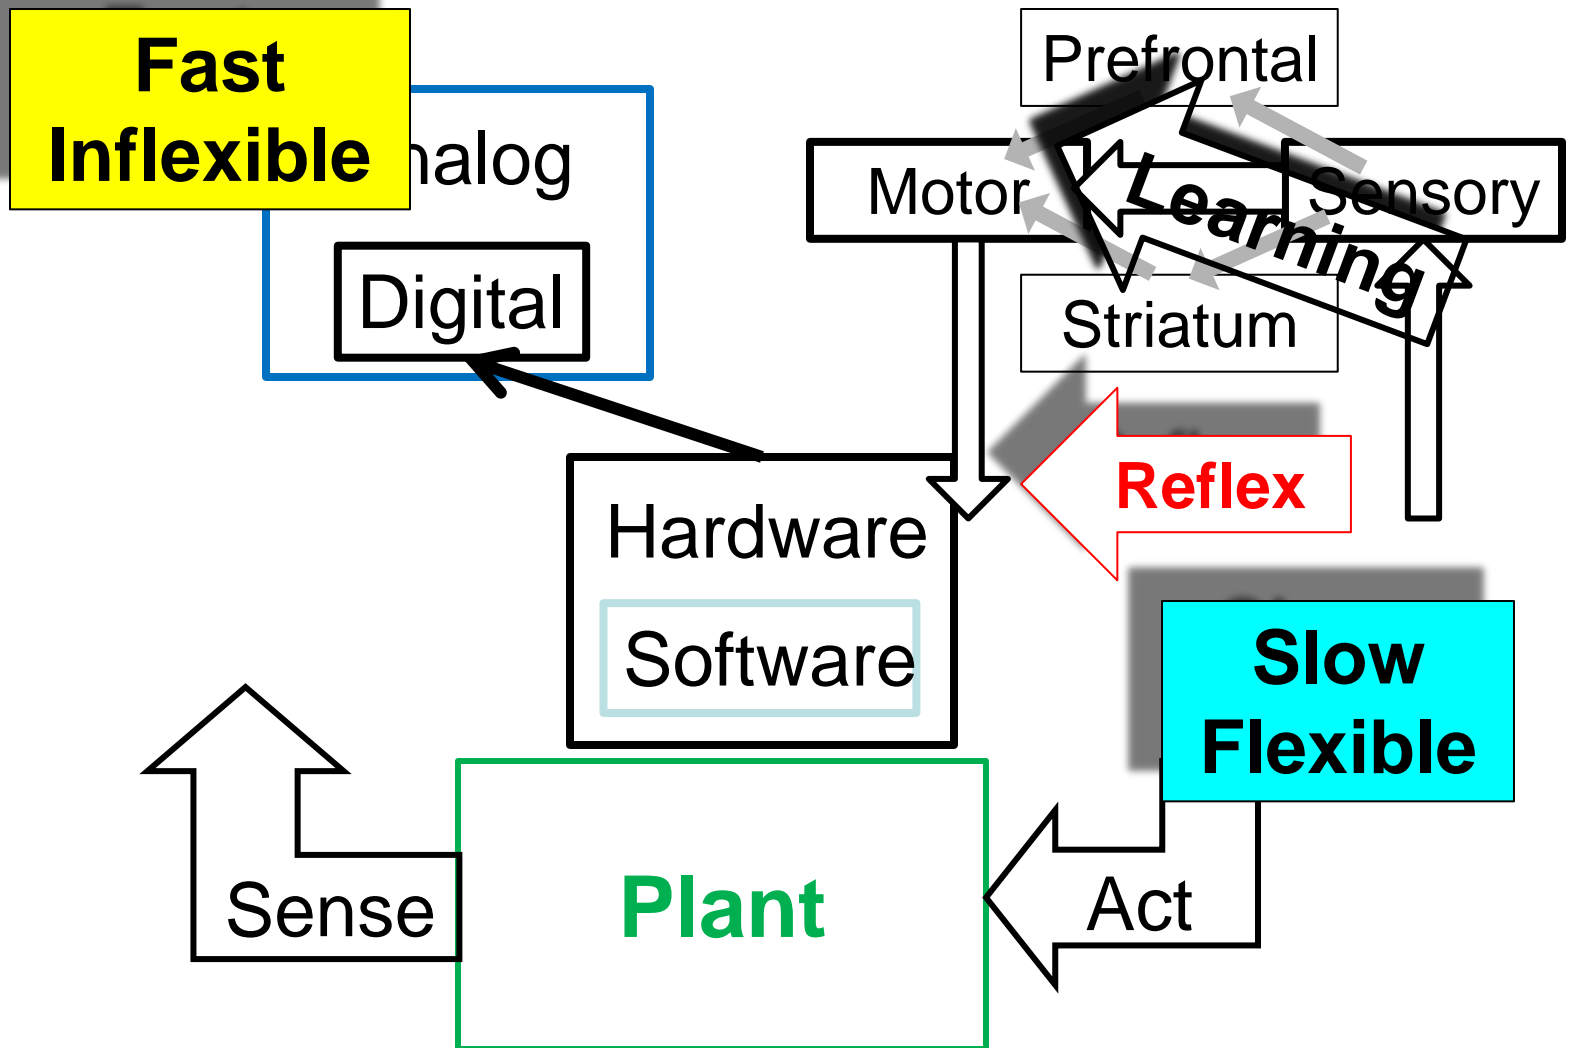 Fast
Inflexible
nalog
Digital
Prefrontal
Motor
Learning
Sensory
Striatum
Reflex
Hardware
Software
Slow
Flexible
Sense
Plant
Act